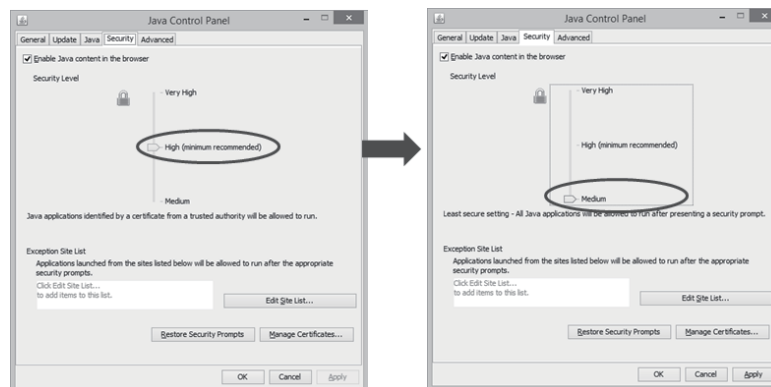 Java Control Panel
General Update Java Security Advanced
Enable Java content in the browser
Security Level
Very High
High (minimum recommended)
Medium
Java applications identified by a certificate from a trusted authority will be allowed to run.
Exception Site List
Applications launched from the sites listed below will be allowed to run after the appropriate
security prompts.
Click Edit Site List...
to add items to this list.
Edit Site List...
Restore Security Prompts Manage Certificates...
OK Cancel Apply
Java Control Panel
General Update Java Security Advanced
Enable Java content in the browser
Security Level
Very High
High (minimum recommended)
Medium
Least secure setting - All Java applications will be allowed to run after presenting a security prompt.
Exception Site List
Applications launched from the sites listed below will be allowed to run after the appropriate
security prompts.
Click Edit Site List...
to add items to this list.
Edit Site List...
Restore Security Prompts Manage Certificates...
OK Cancel Apply